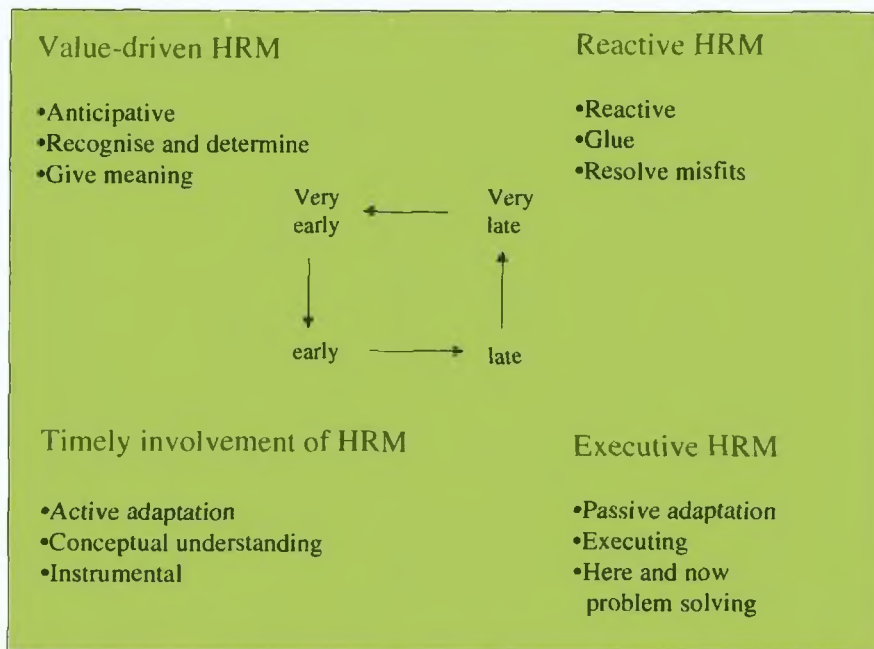 Value-driven HRM
•Anticipative
•Recognise and determine
•Give meaning
Reactive HRM
•Reactive
•Glue
•Resolve misfits
Very
early
Very
late
early
late
Timely involvement of HRM
•Active adaptation
•Conceptual understanding
•Instrumental
Executive HRM
•Passive adaptation
•Executing
•Here and now
problem solving